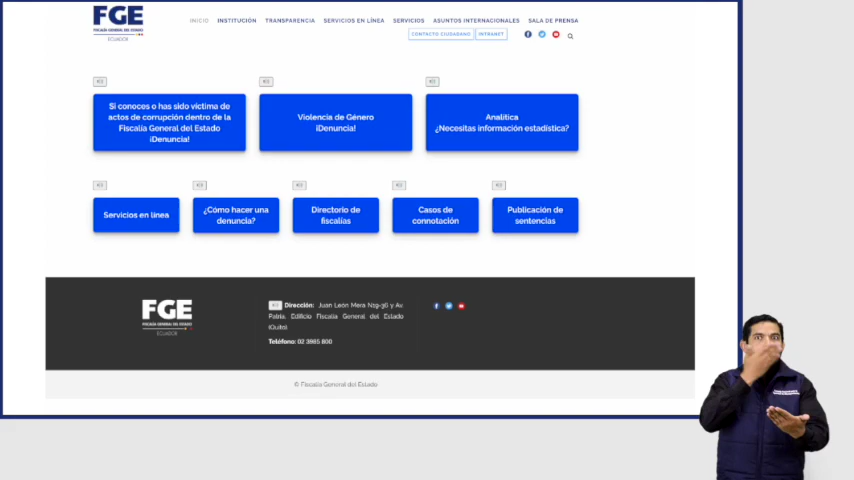 FGE
FISCALÍA GENERAL DEL ESTADO
ECUADOR
INICIO INSTITUCIÓN TRANSPARENCIA SERVICIOS EN LÍNEA SERVICIOS ASUNTOS INTERNACIONALES SALA DE PRENSA
CONTACTO CIUDADANO INTRANET
Si conoces o has sido víctima de
actos de corrupción dentro de la
Fiscalía General del Estado
¡Denuncia!
Violencia de Género
¡Denuncia!
Analítica
¿Necesitas información estadística?
Servicios en línea
¿Cómo hacer una
denuncia?
Directorio de
fiscalías
Casos de
connotación
Publicación de
sentencias
FGE
FISCALÍA GENERAL DEL ESTADO
ECUADOR
Dirección: Juan León Mera N19-36 y Av.
Patria, Edificio Fiscalía General del Estado
(Quito).
Teléfono: 02 3985 800
© Fiscalía General del Estado